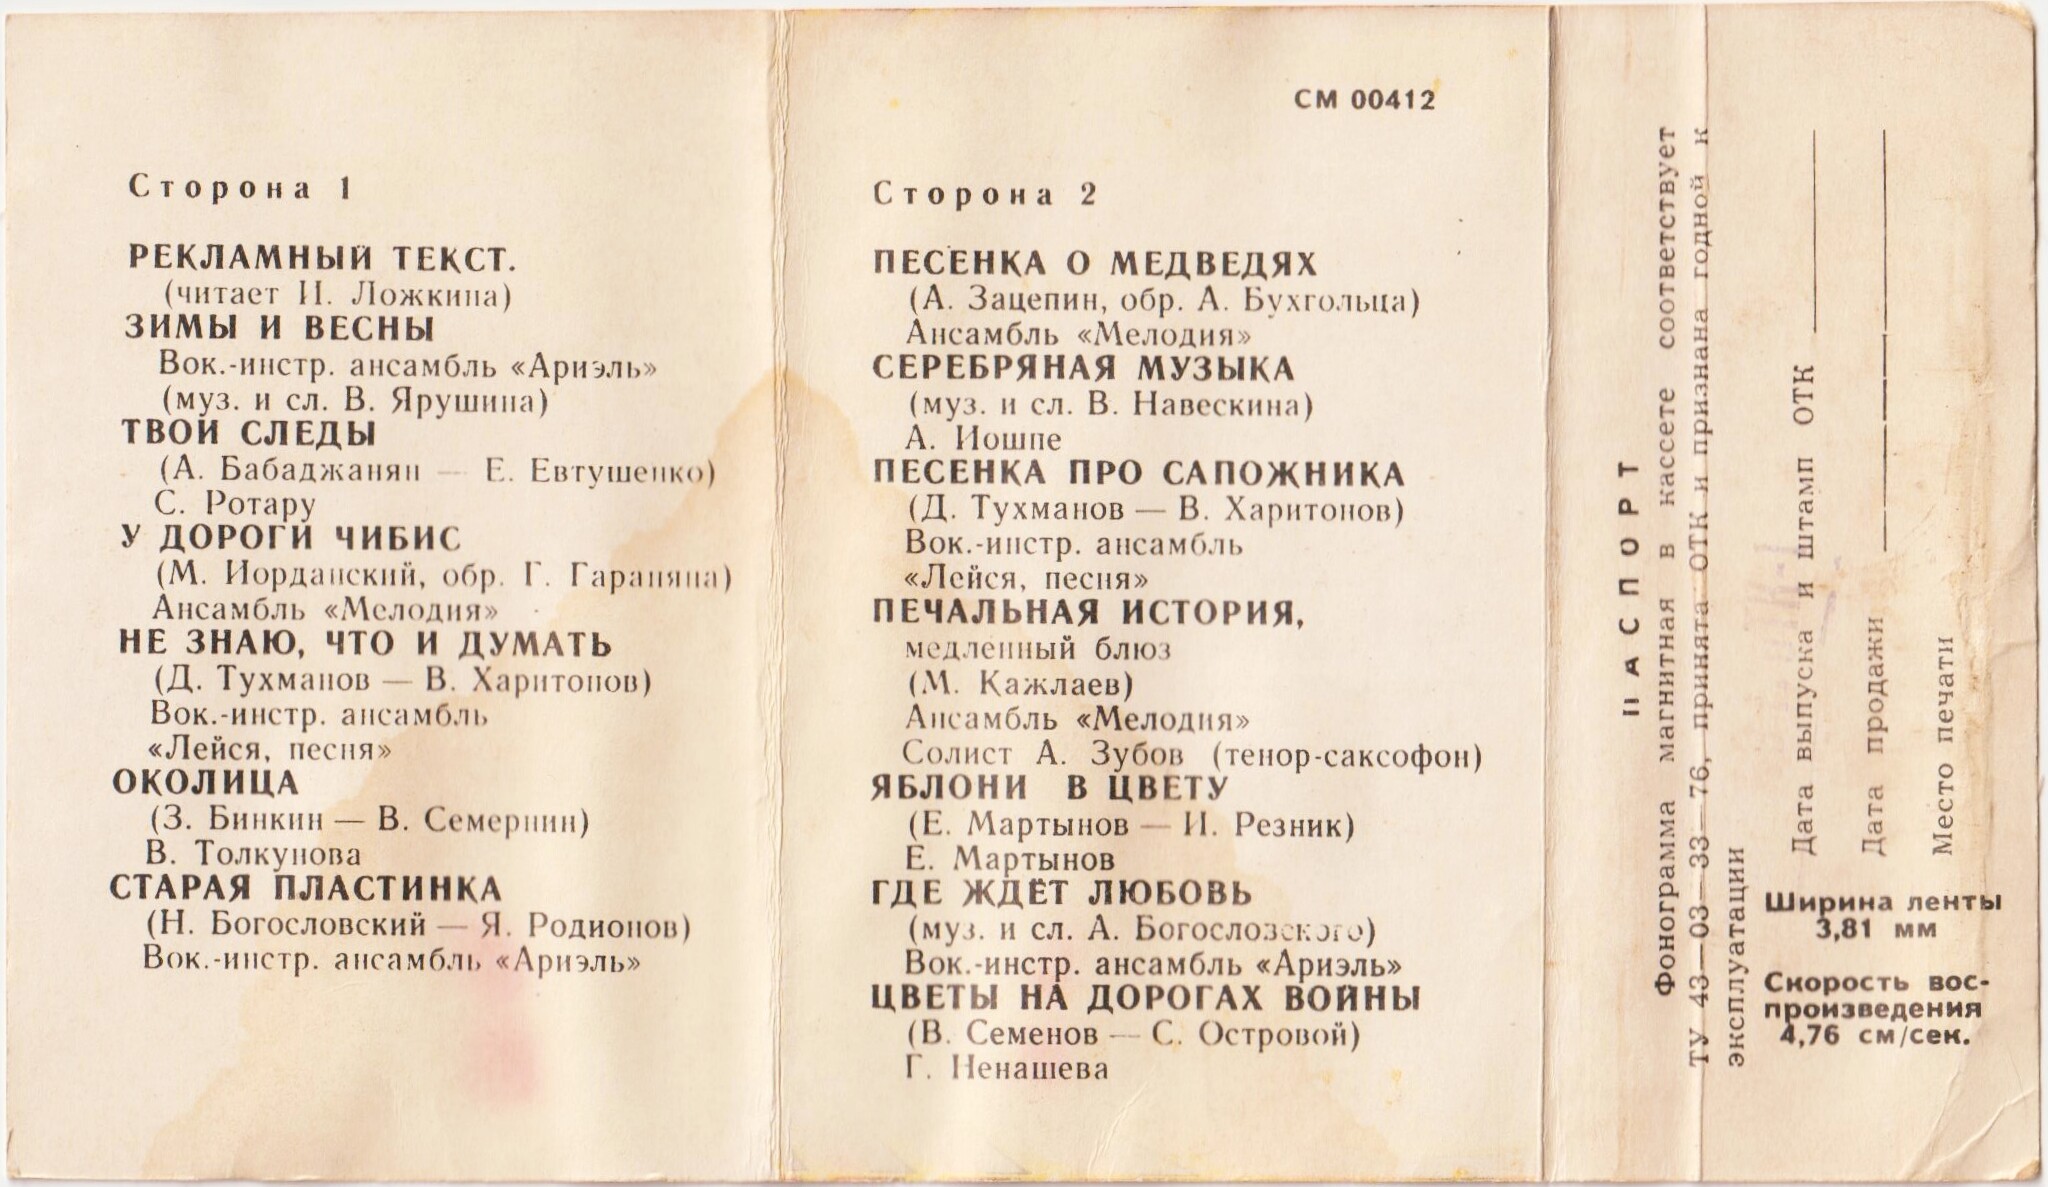 Сторона 1
РЕКЛАМНЫЙ ТЕКСТ.
(читает И. Ложкина)
ЗИМЫ И ВЕСНЫ
Вок.-инстр. ансамбль «Ариэль»
(муз. и сл. В. Ярушина)
ТВОИ СЛЕДЫ
(А. Бабаджанян — Е. Евтушенко)
С. Ротару
У ДОРОГИ ЧИБИС
(М. Иорданский, обр. Г. Гараняна)
Ансамбль «Мелодия»
НЕ ЗНАЮ, ЧТО И ДУМАТЬ
(Д. Тухманов — В. Харитонов)
Вок.-инстр. ансамбль
«Лейся, песня»
ОКОЛИЦА
(З. Бинкин — В. Семернин)
В. Толкунова
СТАРАЯ ПЛАСТИНКА
(Н. Богословский — Я. Родионов)
Вок.-инстр. ансамбль «Ариэль»
СМ 00412
Сторона 2
ПЕСЕНКА О МЕДВЕДЯХ
(А. Зацепин, обр. А. Бухгольца)
Ансамбль «Мелодия»
СЕРЕБРЯНАЯ МУЗЫКА
(муз. и сл. В. Навескина)
А. Иошпе
ПЕСЕНКА ПРО САПОЖНИКА
(Д. Тухманов — В. Харитонов)
Вок.-инстр. ансамбль
«Лейся, песня»
ПЕЧАЛЬНАЯ ИСТОРИЯ,
медленный блюз
(М. Кажлаев)
Ансамбль «Мелодия»
Солист А. Зубов (тенор-саксофон)
ЯБЛОНИ В ЦВЕТУ
(Е. Мартынов — И. Резник)
Е. Мартынов
ГДЕ ЖДЁТ ЛЮБОВЬ
(муз. и сл. А. Богословского)
Вок.-инстр. ансамбль «Ариэль»
ЦВЕТЫ НА ДОРОГАХ ВОЙНЫ
(В. Семенов — С. Островой)
Г. Ненашева
ПАСПОРТ
Фонограмма магнитная в кассете соответствует
ТУ 43—03—33—76, принята ОТК и признана годной к
эксплуатации
Дата выпуска и штамп ОТК
Дата продажи
Место печати
Ширина ленты
3,81 мм
Скорость вос-
произведения
4,76 см/сек.